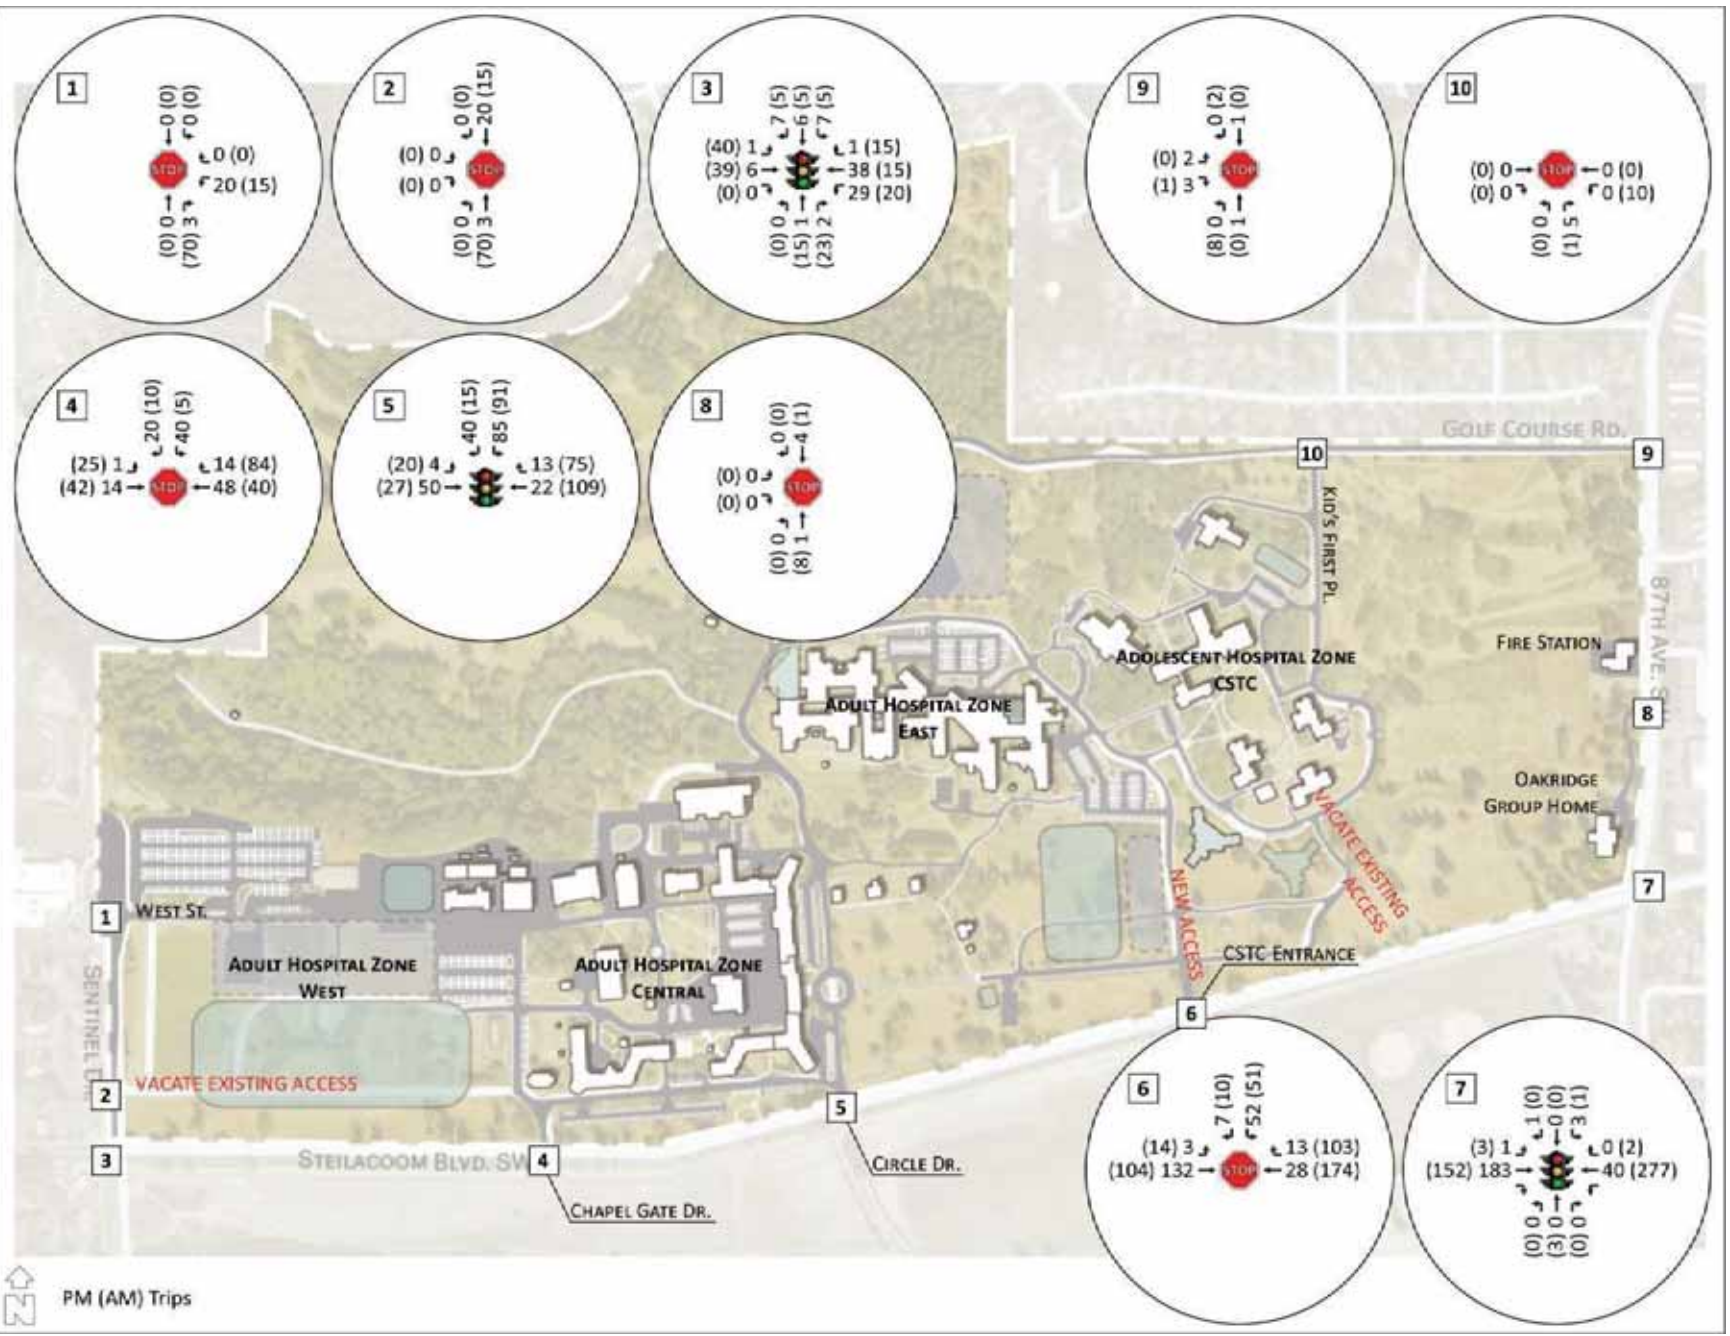 1
0 (0)
0 (0)
0 (0)
20 (15)
STOP
(0) 0
(70) 3
2
0 (0)
20 (15)
(0) 0
(0) 0
STOP
(0) 0
(70) 3
3
7 (5)
6 (5)
7 (5)
(40) 1
(39) 6
(0) 0
1 (15)
38 (15)
29 (20)
(0) 0
(15) 1
(23) 2
9
0 (2)
1 (0)
(0) 2
(1) 3
STOP
(8) 0
(0) 1
10
(0) 0
(0) 0
STOP
0 (0)
0 (10)
(0) 0
(1) 5
4
20 (10)
40 (5)
(25) 1
(42) 14
STOP
14 (84)
48 (40)
5
40 (15)
85 (91)
(20) 4
(27) 50
13 (75)
22 (109)
8
0 (0)
4 (1)
(0) 0
(0) 0
STOP
(0) 0
(8) 1
GOLF COURSE RD.
10
9
KID'S FIRST PL.
87TH AVE. S
FIRE STATION
ADOLESCENT HOSPITAL ZONE
CSTC
8
ADULT HOSPITAL ZONE
EAST
OAKRIDGE
GROUP HOME
VACATE EXISTING
ACCESS
NEW ACCESS
7
1
WEST ST.
CSTC ENTRANCE
ADULT HOSPITAL ZONE
WEST
ADULT HOSPITAL ZONE
CENTRAL
SENTINEL DR.
6
VACATE EXISTING ACCESS
2
5
3
STEILACOOM BLVD. SW
4
CIRCLE DR.
CHAPEL GATE DR.
6
7 (10)
52 (51)
(14) 3
(104) 132
STOP
13 (103)
28 (174)
7
1 (0)
0 (0)
3 (1)
(3) 1
(152) 183
0 (2)
40 (277)
(0) 0
(3) 0
(0) 0
N
PM (AM) Trips